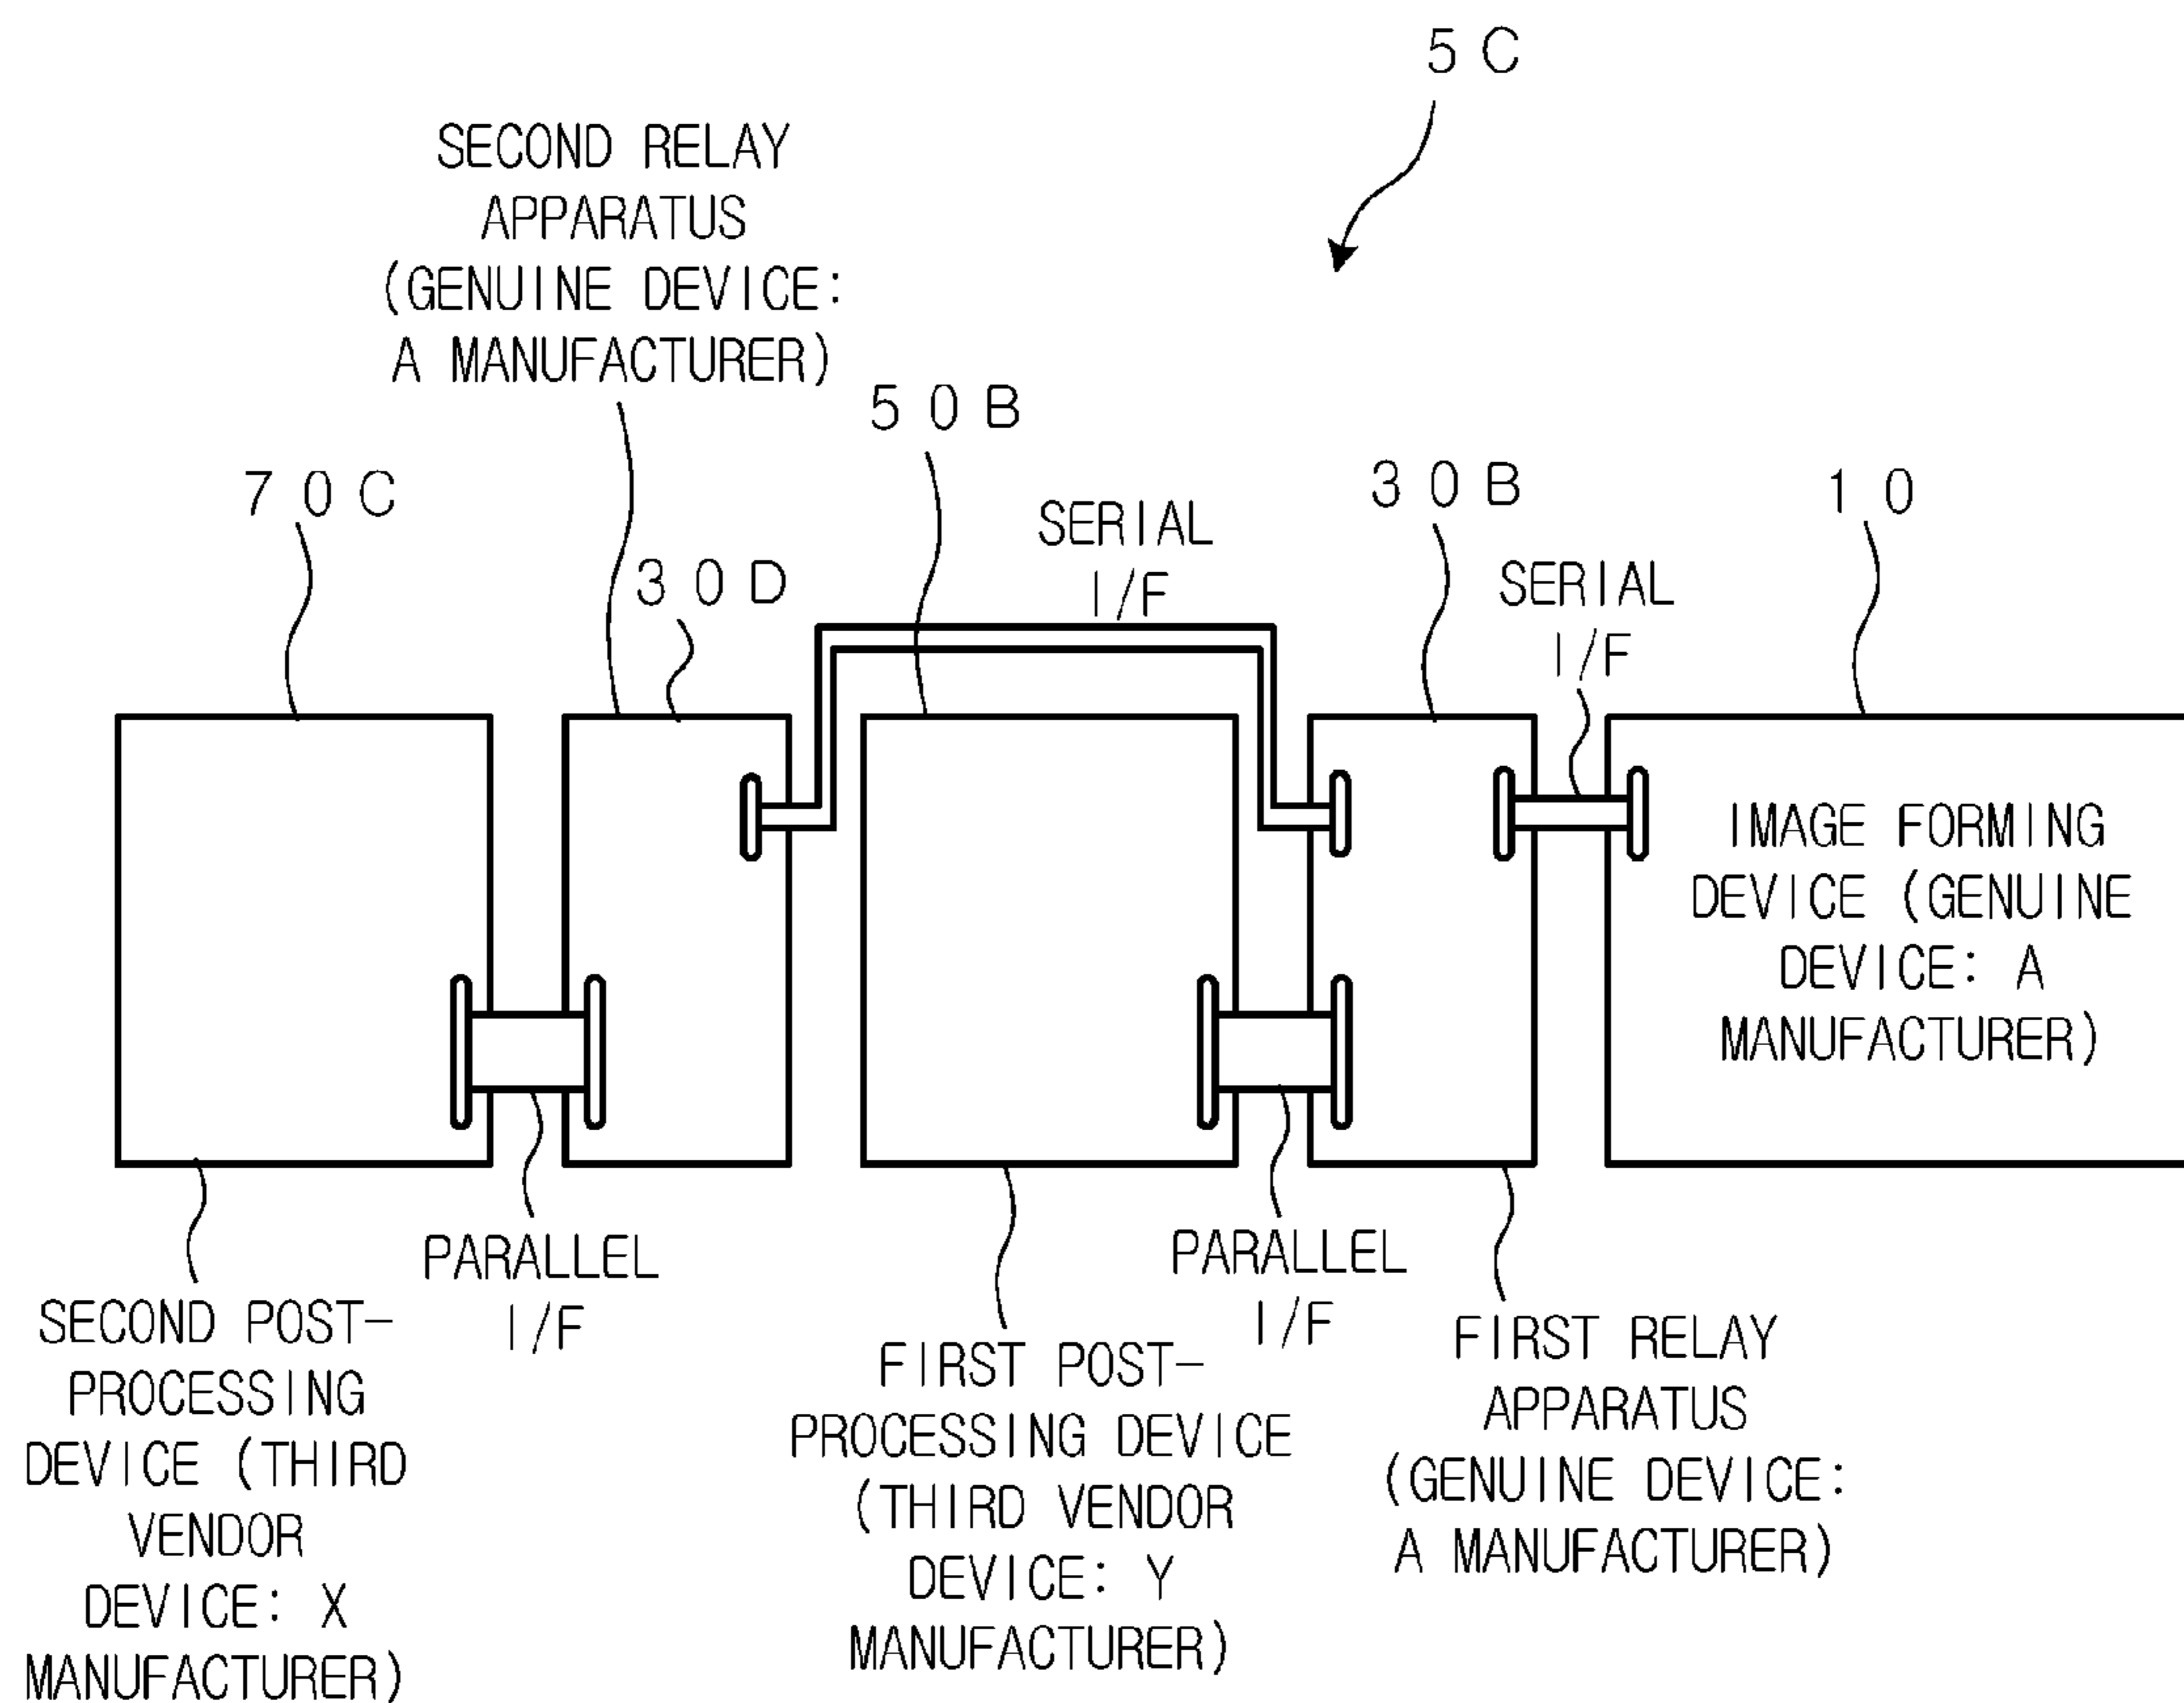 5C
SECOND RELAY
APPARATUS
(GENUINE DEVICE:
A MANUFACTURER)
50B
70C
30B
10
SERIAL
I/F
30D
SERIAL
I/F
IMAGE FORMING
DEVICE (GENUINE
DEVICE: A
MANUFACTURER)
PARALLEL
I/F
PARALLEL
I/F
SECOND POST-
PROCESSING
DEVICE (THIRD
VENDOR
DEVICE: X
MANUFACTURER)
FIRST POST-
PROCESSING DEVICE
(THIRD VENDOR
DEVICE: Y
MANUFACTURER)
FIRST RELAY
APPARATUS
(GENUINE DEVICE:
A MANUFACTURER)